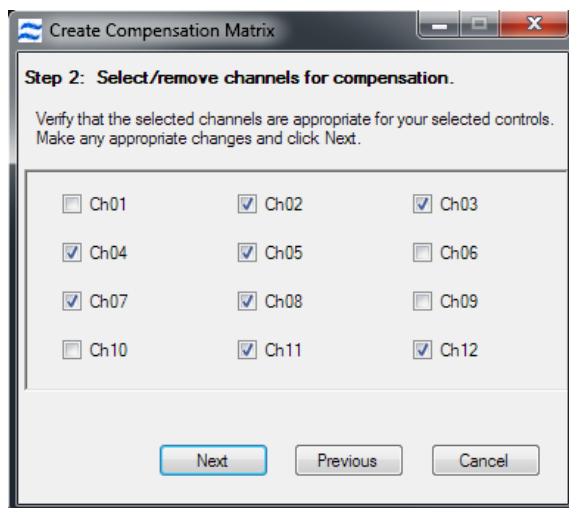 Create Compensation Matrix
Step 2: Select/remove channels for compensation.
Verify that the selected channels are appropriate for your selected controls.
Make any appropriate changes and click Next.
Ch01 Ch02 Ch03
Ch04 Ch05 Ch06
Ch07 Ch08 Ch09
Ch10 Ch11 Ch12
Next Previous Cancel